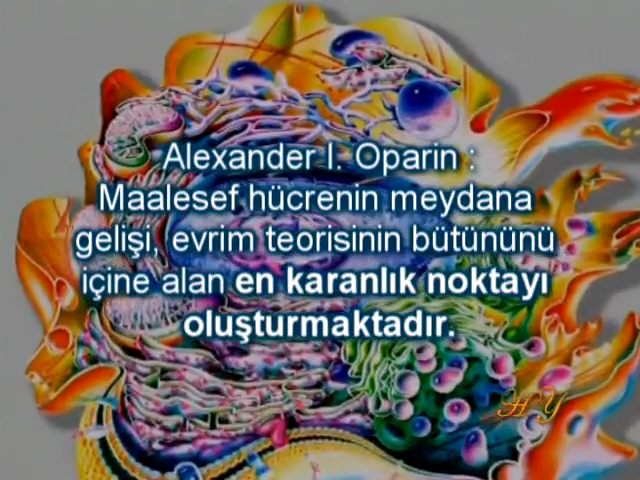 Alexander I. Oparin :
Maalesef hücrenin meydana
gelişi, evrim teorisinin bütününü
içine alan en karanlık noktayı
oluşturmaktadır.
H Y